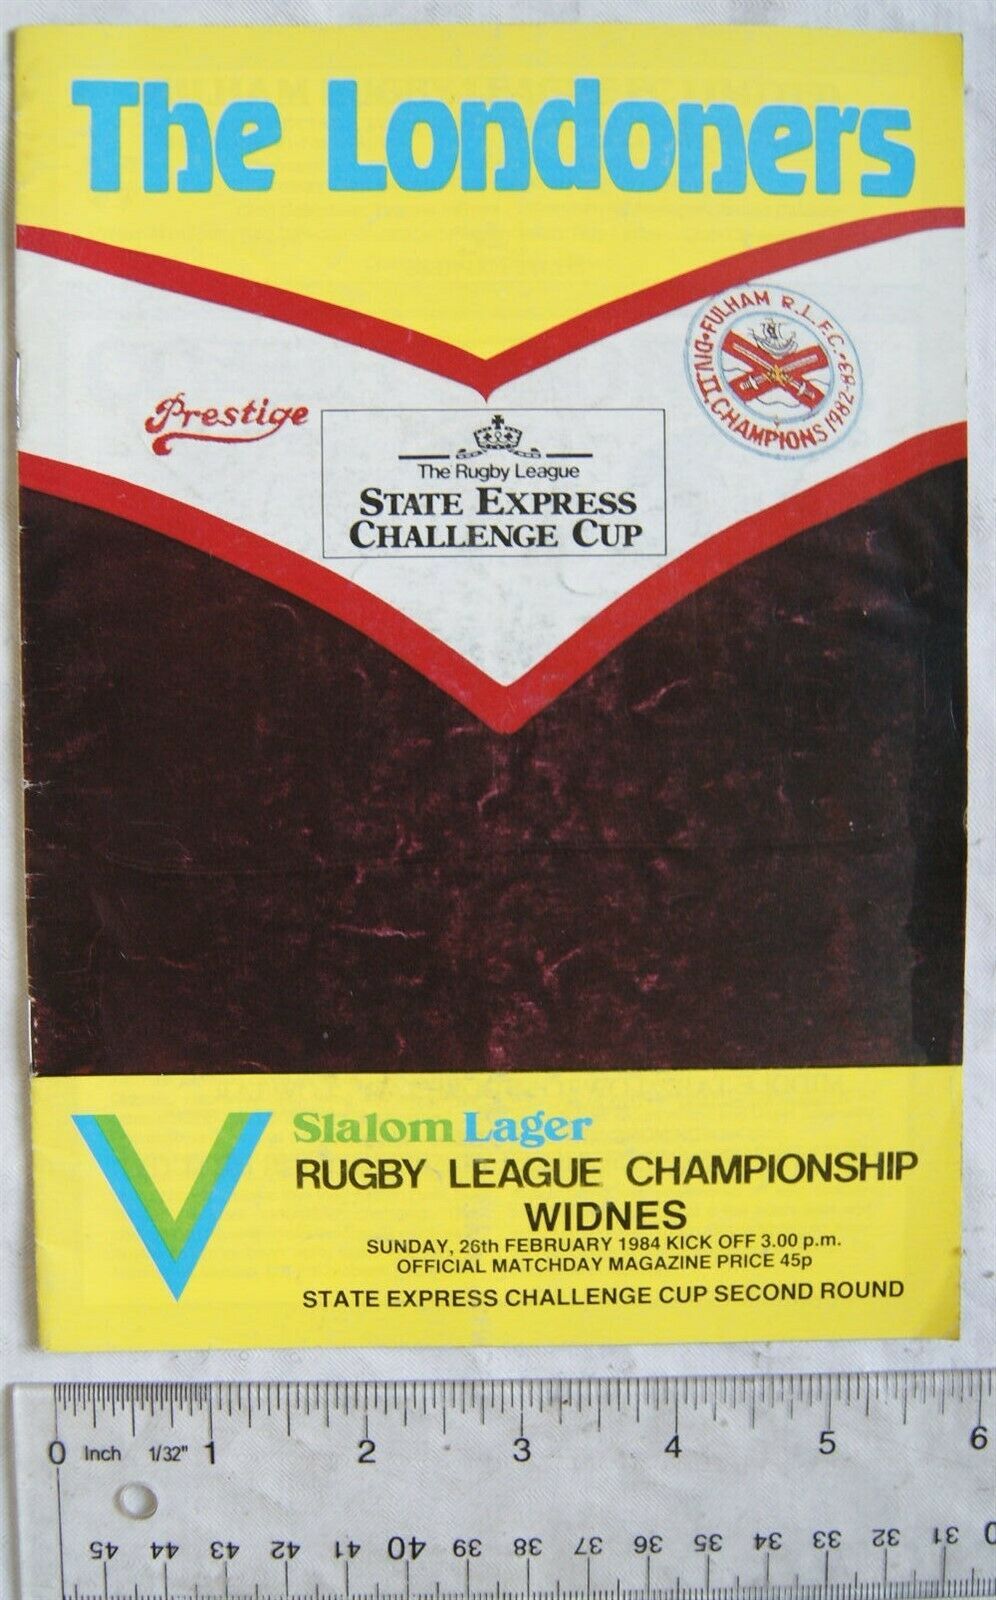 The Londoners
FULHAM R.L.F.C.
DIV II CHAMPIONS 1982-83
Prestige
The Rugby League
STATE EXPRESS
CHALLENGE CUP
Slalom Lager
RUGBY LEAGUE CHAMPIONSHIP
WIDNES
SUNDAY, 26th FEBRUARY 1984 KICK OFF 3.00 p.m.
OFFICIAL MATCHDAY MAGAZINE PRICE 45p
STATE EXPRESS CHALLENGE CUP SECOND ROUND
0 Inch 1/32" 1 2 3 4 5 6
45 44 43 42 41 40 39 38 37 36 35 34 33 32 31